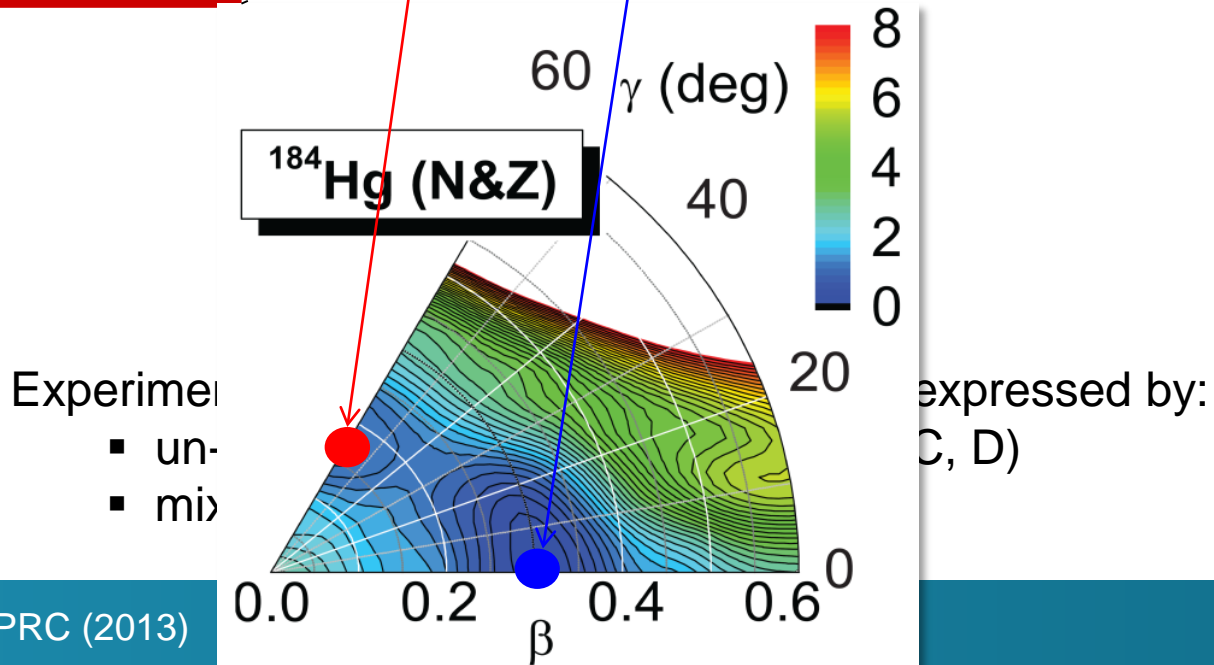 8
60 γ (deg)
6
184Hg (N&Z)
4
40
2
0
20
Experime expressed by:
▪ un- C, D)
▪ mix
0
0.0 0.2 0.4 0.6
β
PRC (2013)